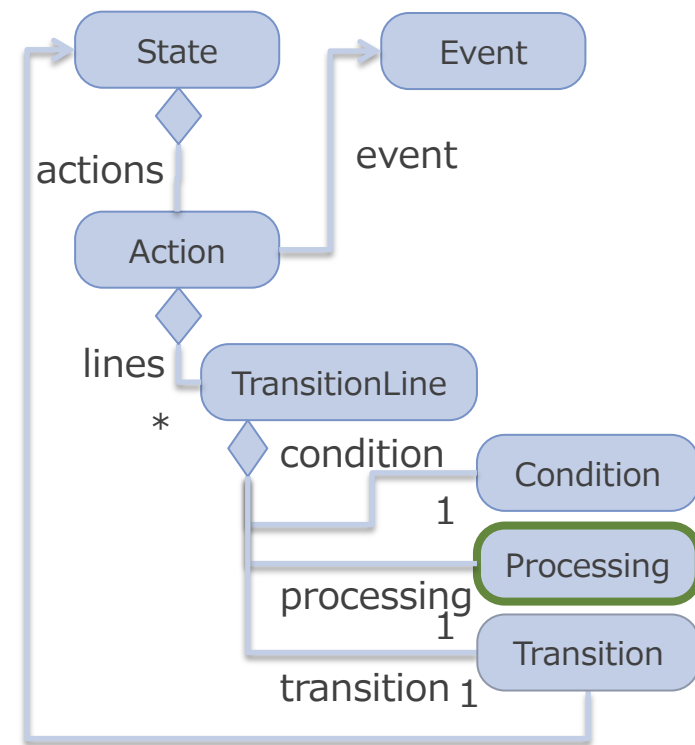 State
Event
actions
event
Action
lines
TransitionLine
*
condition
Condition
1
Processing
processing
1
Transition
transition 1